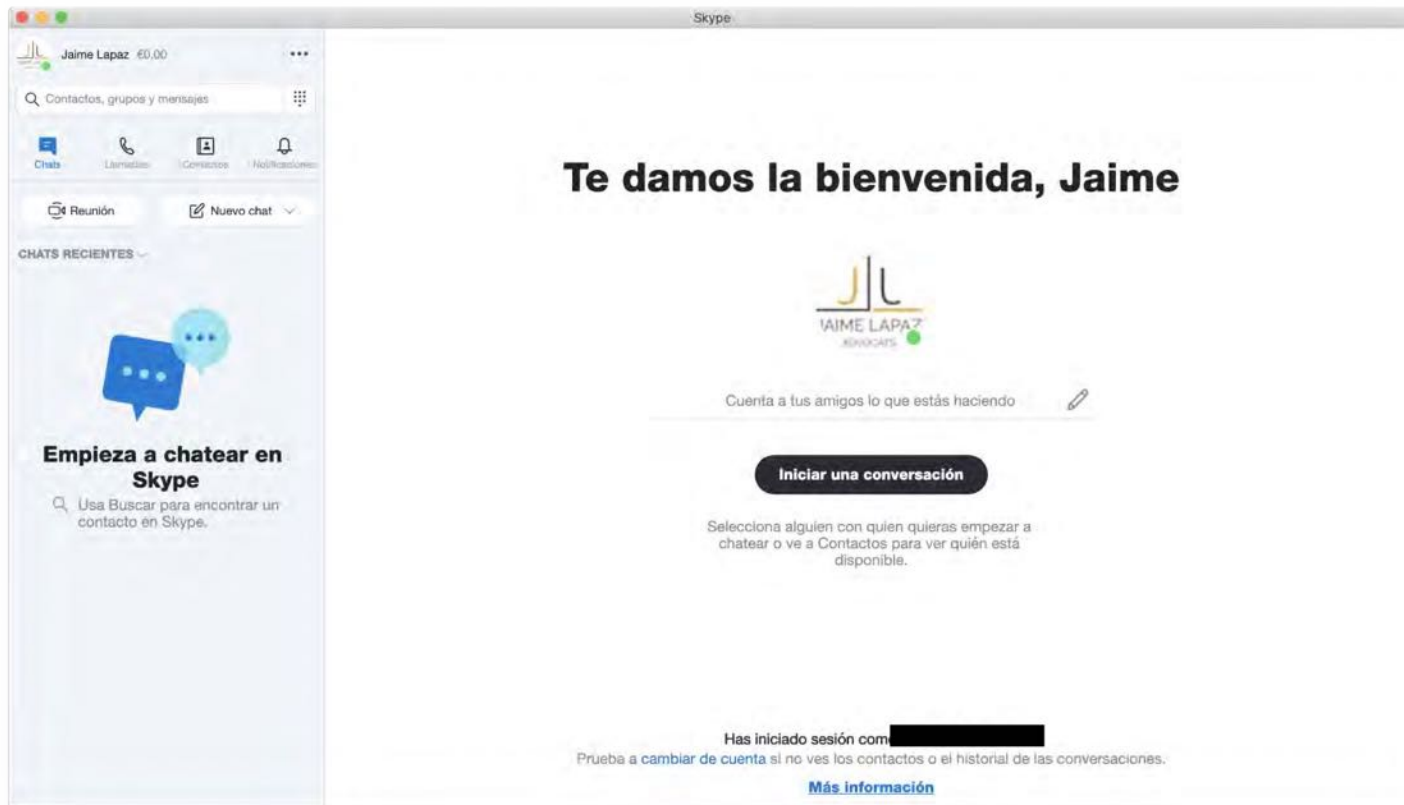 Skype
Jaime Lapaz €0.00
Contactos, grupos y mensajes
Chats
Llamadas
Contactos
Notificaciones
Reunión
Nuevo chat
CHATS RECIENTES
Empieza a chatear en
Skype
Usa Buscar para encontrar un
contacto en Skype.
Te damos la bienvenida, Jaime
JL
JAIME LAPAZ
ADVOCATS
Cuenta a tus amigos lo que estás haciendo
Iniciar una conversación
Selecciona alguien con quien quieras empezar a
chatear o ve a Contactos para ver quién está
disponible.
Has iniciado sesión com
Prueba a cambiar de cuenta si no ves los contactos o el historial de las conversaciones.
Más información